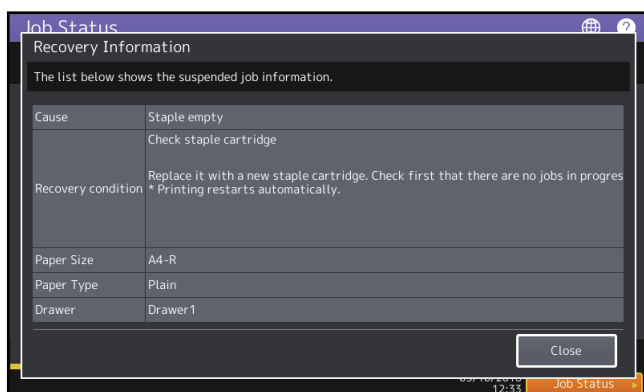 Job Status
?
Recovery Information
The list below shows the suspended job information.
Cause
Staple empty
Recovery condition
Check staple cartridge
Replace it with a new staple cartridge. Check first that there are no jobs in progres
* Printing restarts automatically.
Paper Size
A4-R
Paper Type
Plain
Drawer
Drawer1
Close
12:33
Job Status